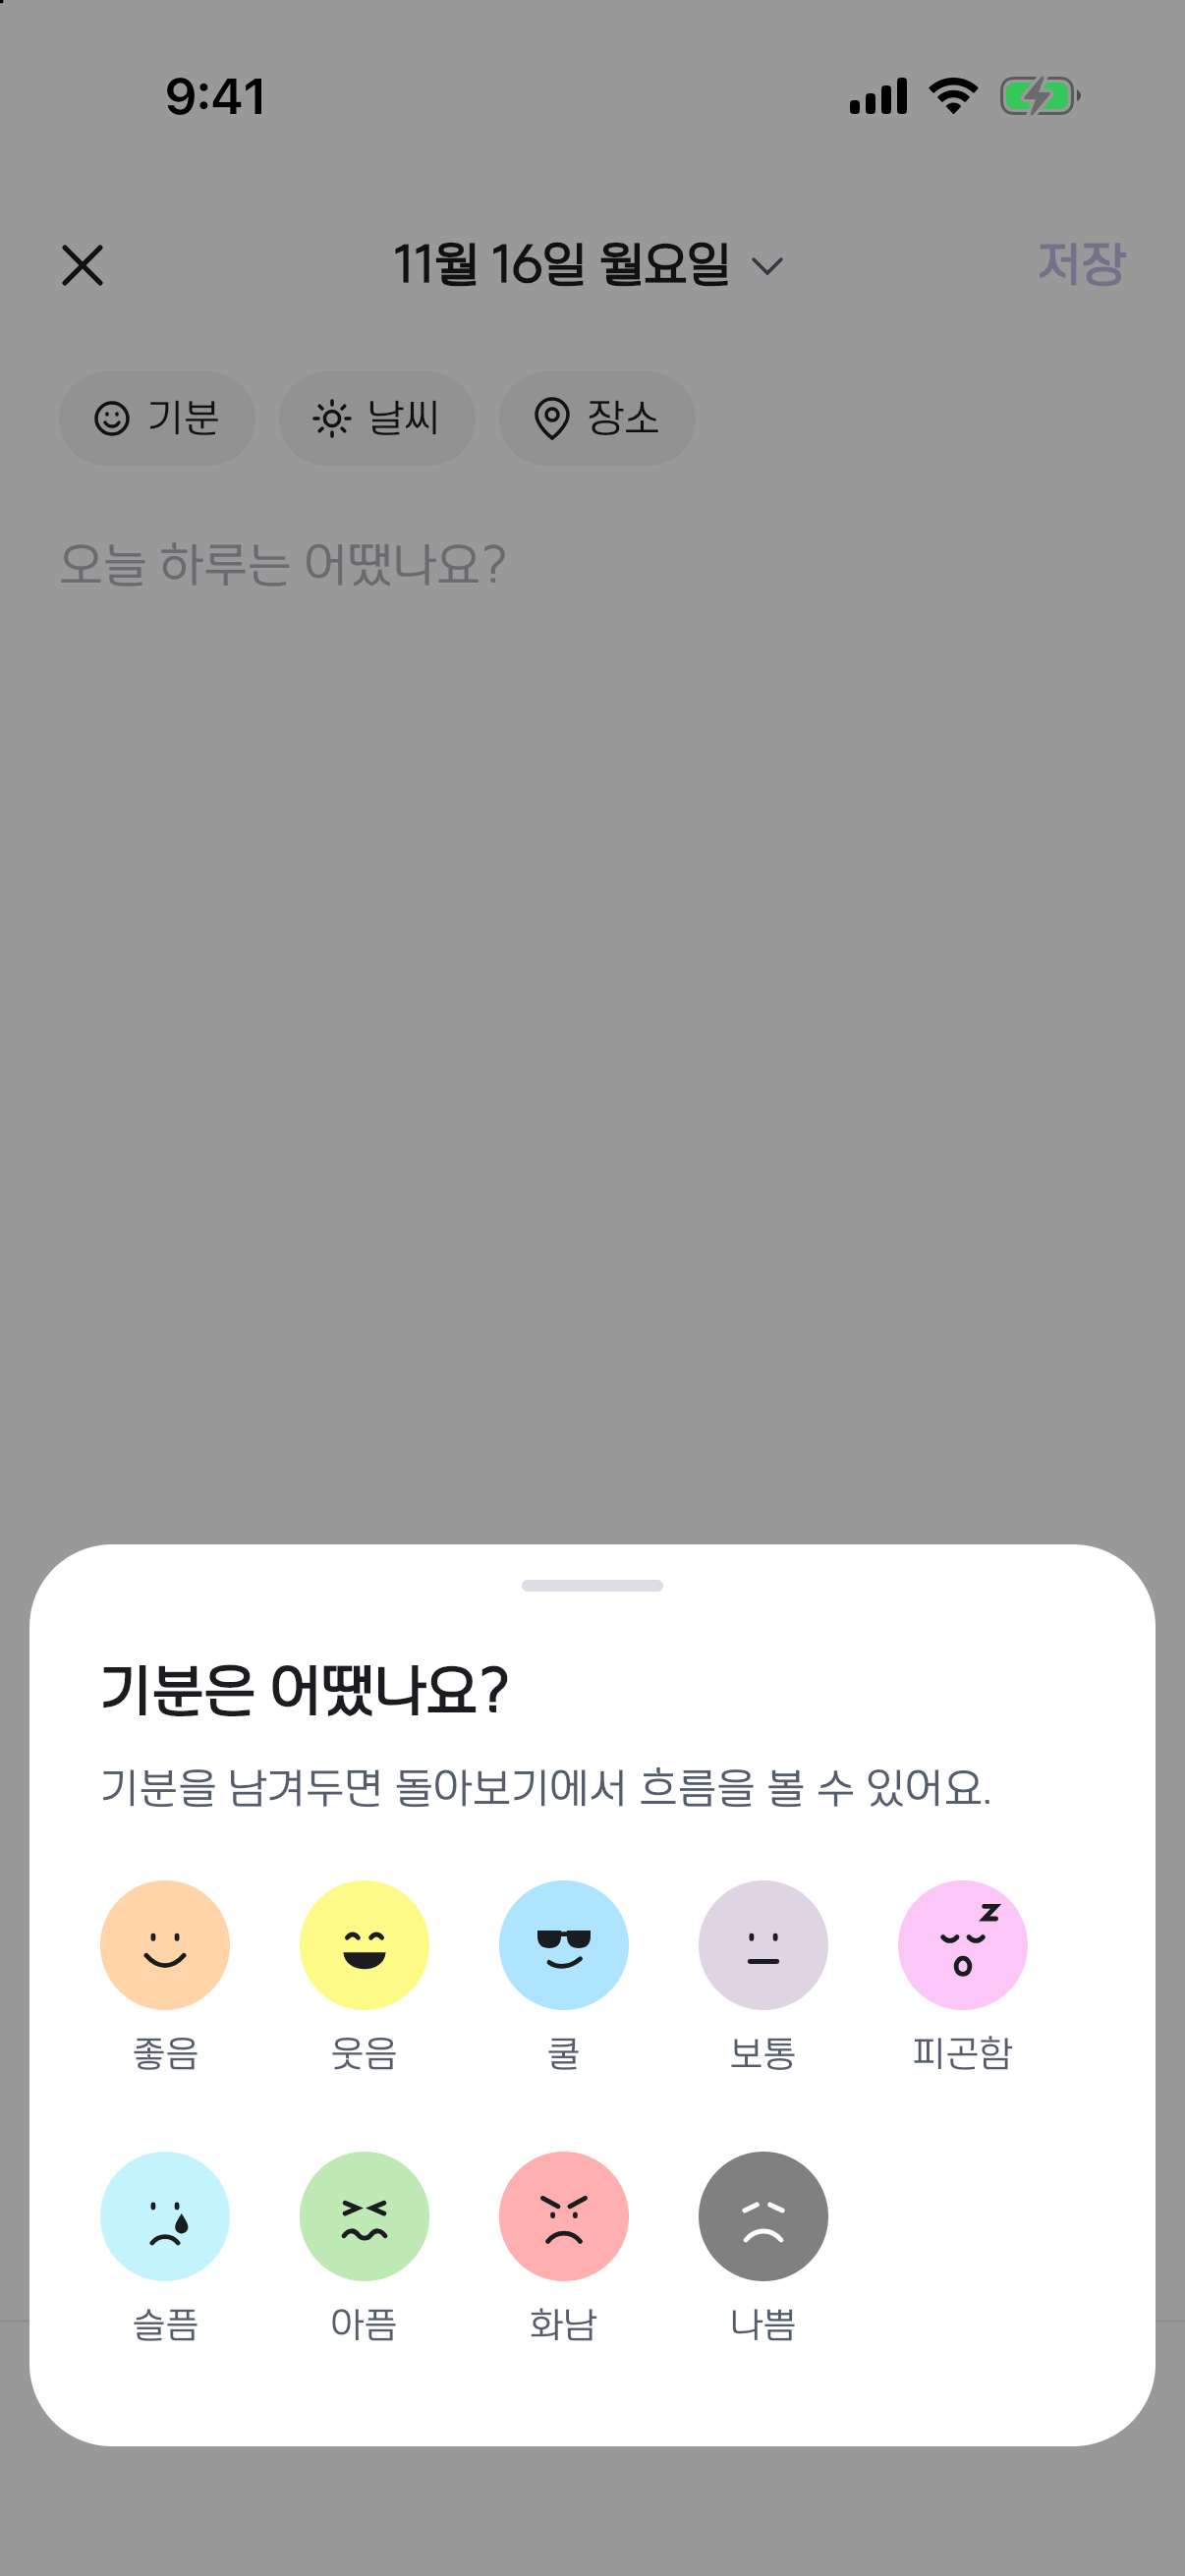 9:41
11월 16일 월요일
저장
기분
날씨
장소
오늘 하루는 어땠나요?
기분은 어땠나요?
기분을 남겨두면 돌아보기에서 흐름을 볼 수 있어요.
좋음
웃음
쿨
보통
피곤함
슬픔
아픔
화남
나쁨